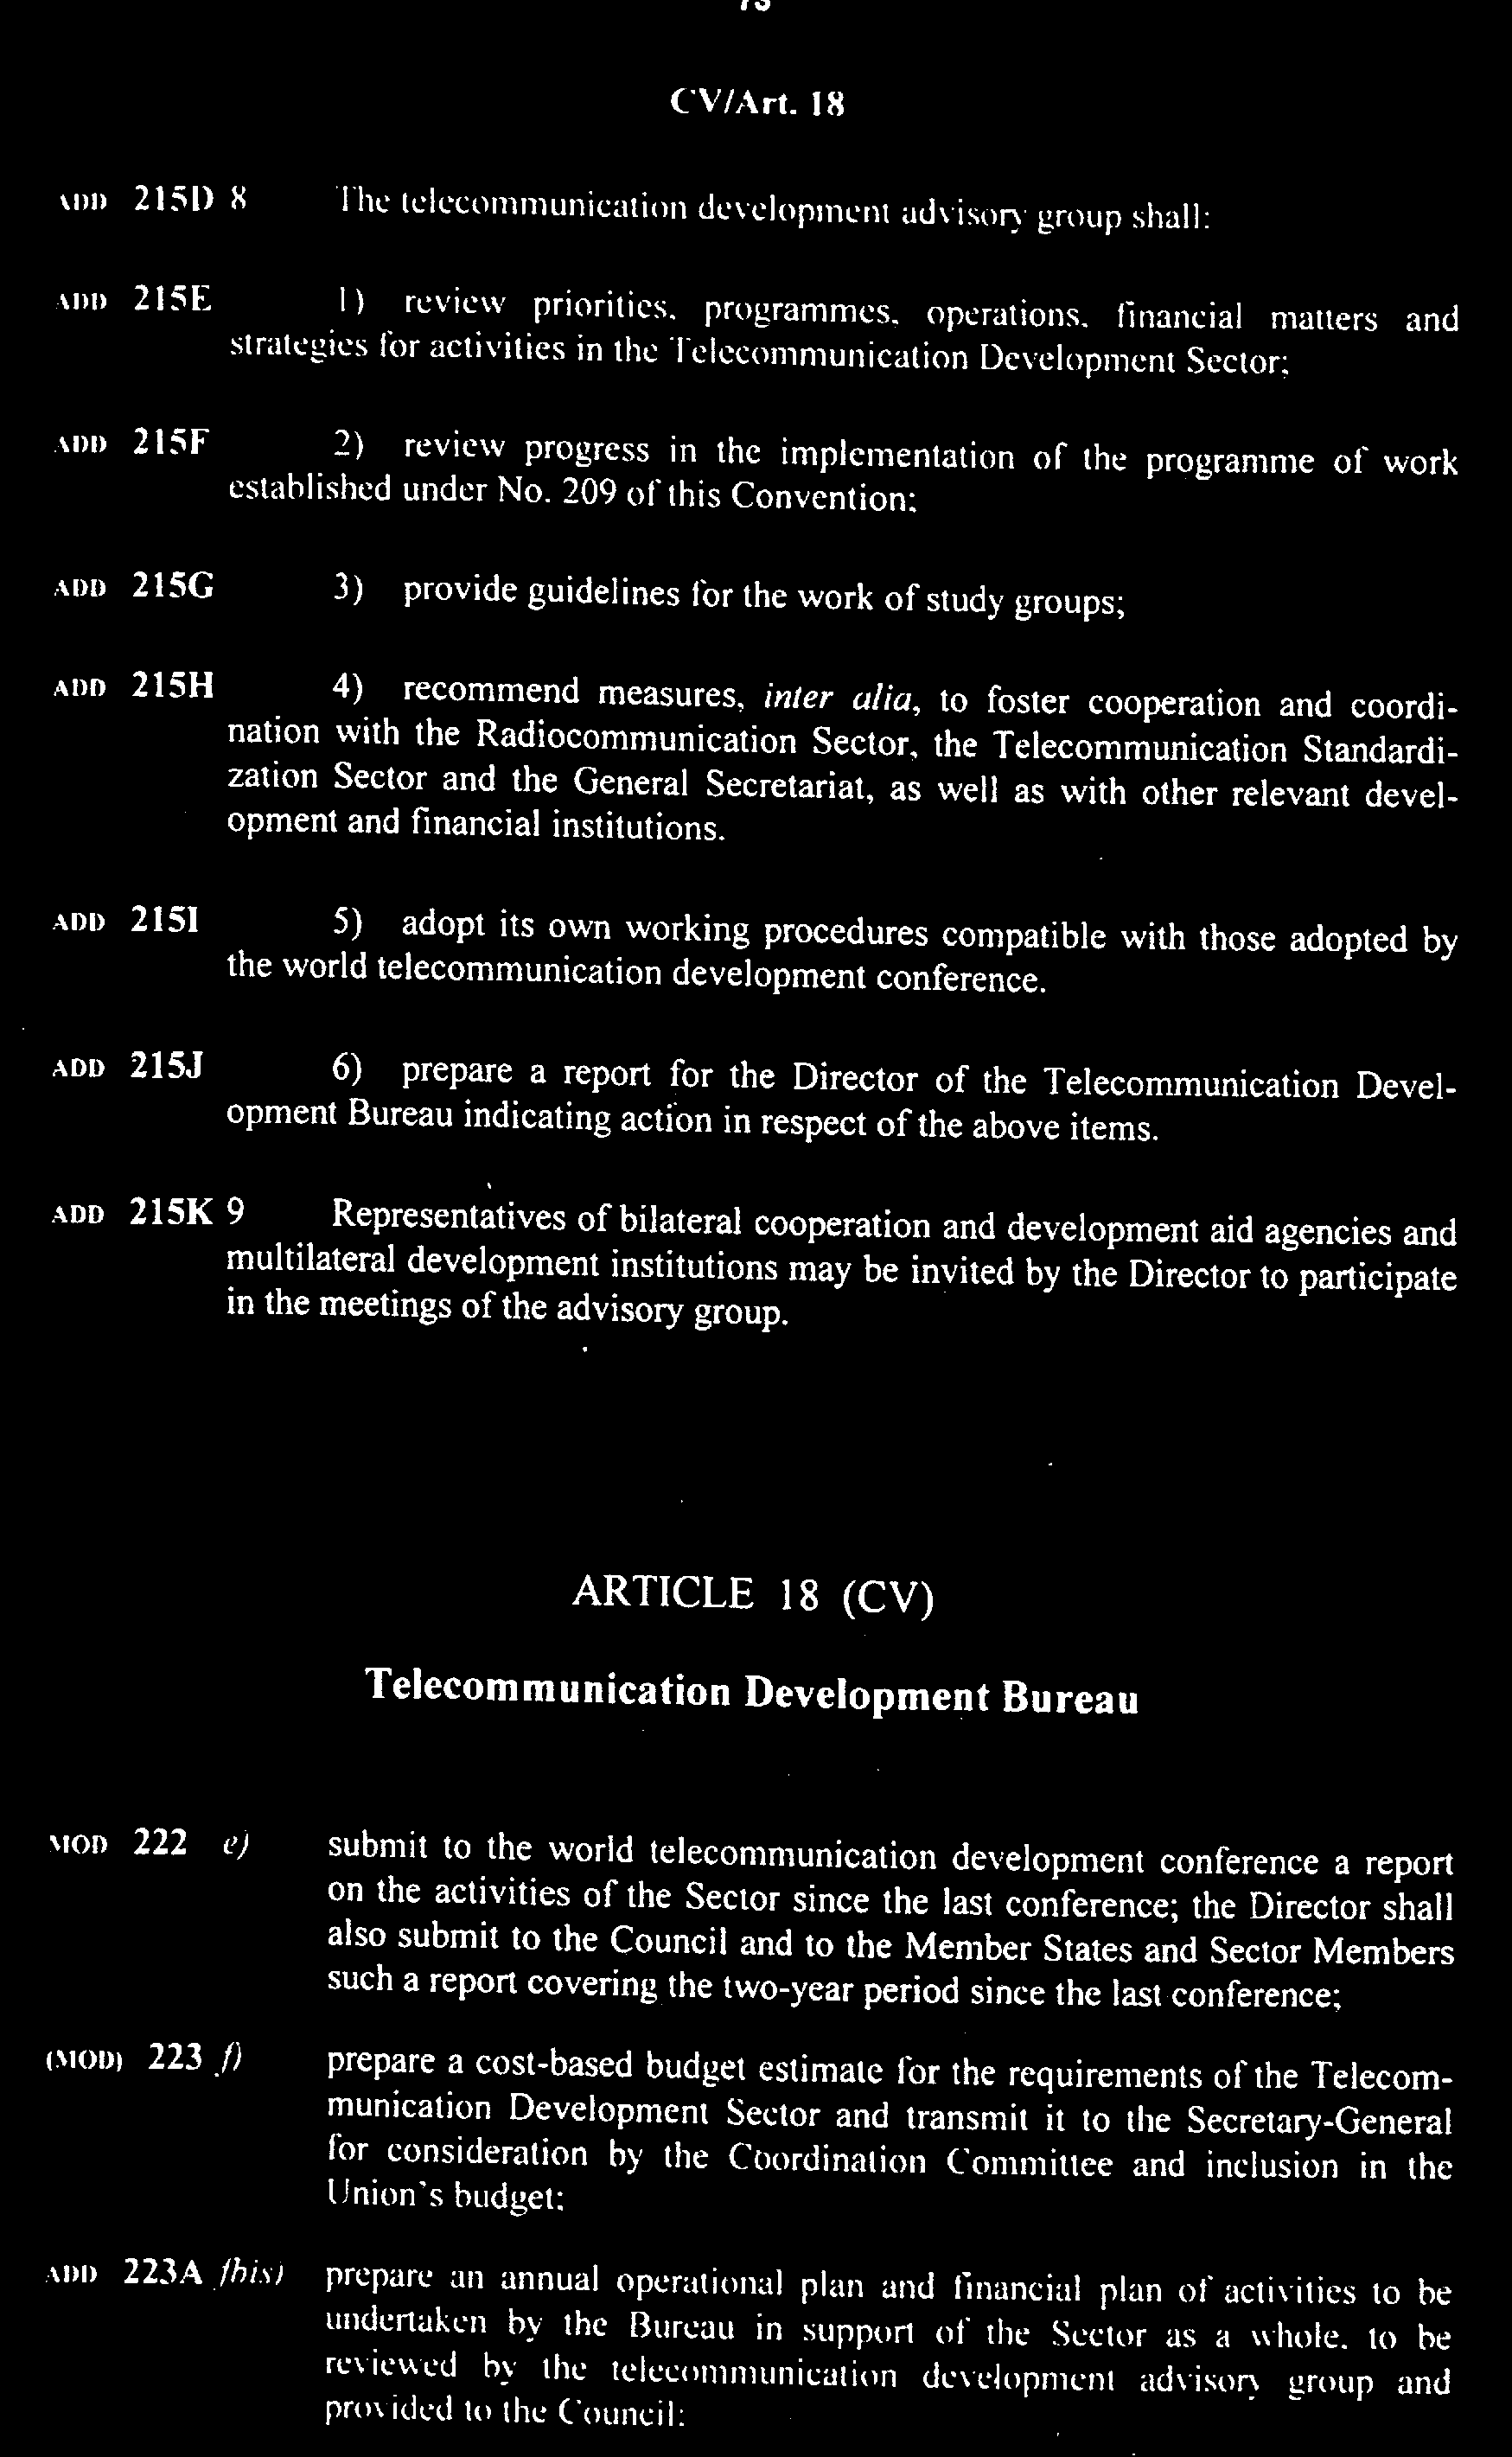 73
CV/Art. 18
ADD 215D 8 The telecommunication development advisory group shall:
ADD 215E 1) review priorities, programmes, operations, financial matters and
strategies for activities in the Telecommunication Development Sector;
ADD 215F 2) review progress in the implementation of the programme of work
established under No. 209 of this Convention;
ADD 215G 3) provide guidelines for the work of study groups;
ADD 215H 4) recommend measures, inter alia, to foster cooperation and coordi-
nation with the Radiocommunication Sector, the Telecommunication Standardi-
zation Sector and the General Secretariat, as well as with other relevant devel-
opment and financial institutions.
ADD 215I 5) adopt its own working procedures compatible with those adopted by
the world telecommunication development conference.
ADD 215J 6) prepare a report for the Director of the Telecommunication Devel-
opment Bureau indicating action in respect of the above items.
ADD 215K 9 Representatives of bilateral cooperation and development aid agencies and
multilateral development institutions may be invited by the Director to participate
in the meetings of the advisory group.
ARTICLE 18 (CV)
Telecommunication Development Bureau
MOD 222 e) submit to the world telecommunication development conference a report
on the activities of the Sector since the last conference; the Director shall
also submit to the Council and to the Member States and Sector Members
such a report covering the two-year period since the last conference;
(MOD) 223 f) prepare a cost-based budget estimate for the requirements of the Telecom-
munication Development Sector and transmit it to the Secretary-General
for consideration by the Coordination Committee and inclusion in the
Union's budget;
ADD 223A fbis) prepare an annual operational plan and financial plan of activities to be
undertaken by the Bureau in support of the Sector as a whole, to be
reviewed by the telecommunication development advisory group and
provided to the Council;